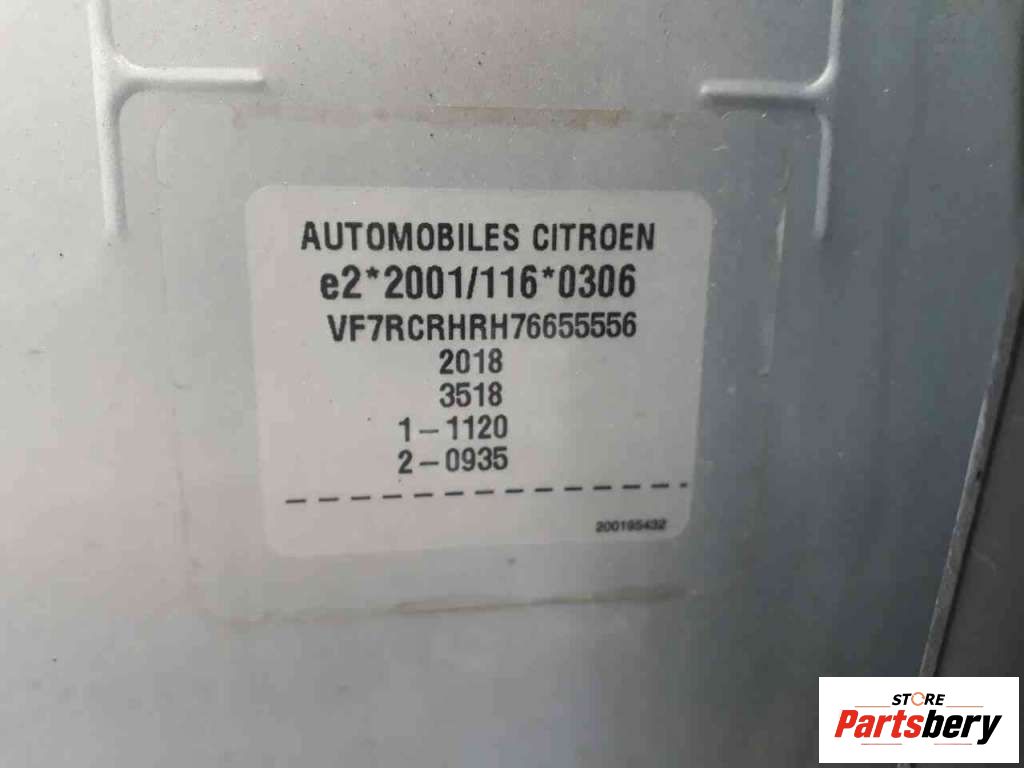 AUTOMOBILES CITROEN
e2*2001/116*0306
VF7RCRHRH76655556
2018
3518
1-1120
2-0935
200195432
STORE
Partsbery